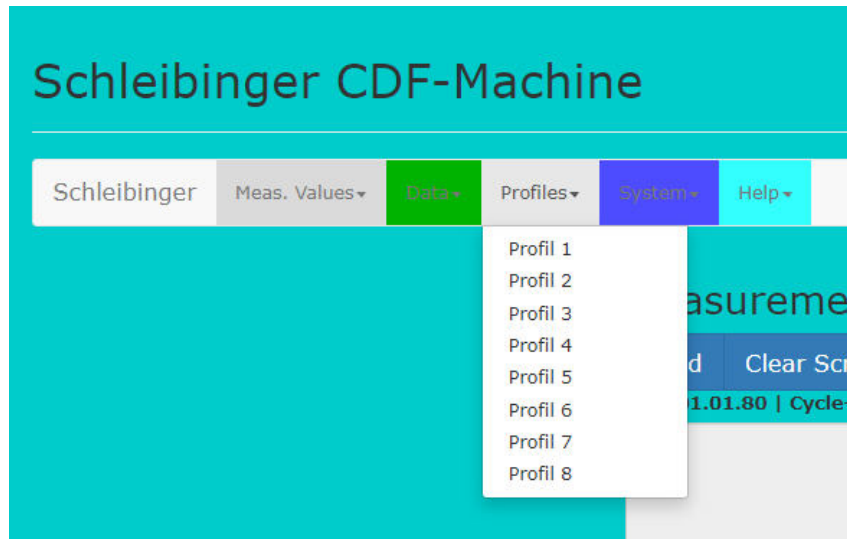 Schleibinger CDF-Machine
Schleibinger Meas. Values Data Profiles System Help
Profil 1
Profil 2
Profil 3
Profil 4
Profil 5
Profil 6
Profil 7
Profil 8
asureme
d Clear Scr
01.01.80 | Cycle-